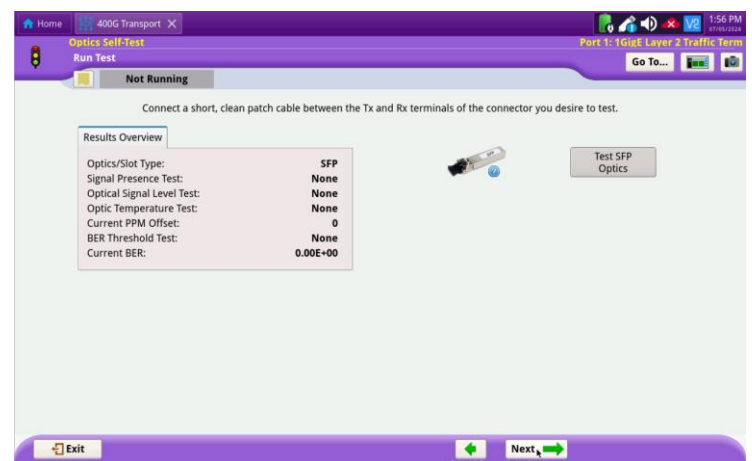 Home
400G Transport
V2
1:56 PM
07/05/2024
Optics Self-Test
Port 1: 1GigE Layer 2 Traffic Term
Run Test
Go To...
Not Running
Connect a short, clean patch cable between the Tx and Rx terminals of the connector you desire to test.
Results Overview
Optics/Slot Type: SFP
Signal Presence Test: None
Optical Signal Level Test: None
Optic Temperature Test: None
Current PPM Offset: 0
BER Threshold Test: None
Current BER: 0.00E+00
Test SFP
Optics
Exit
Next